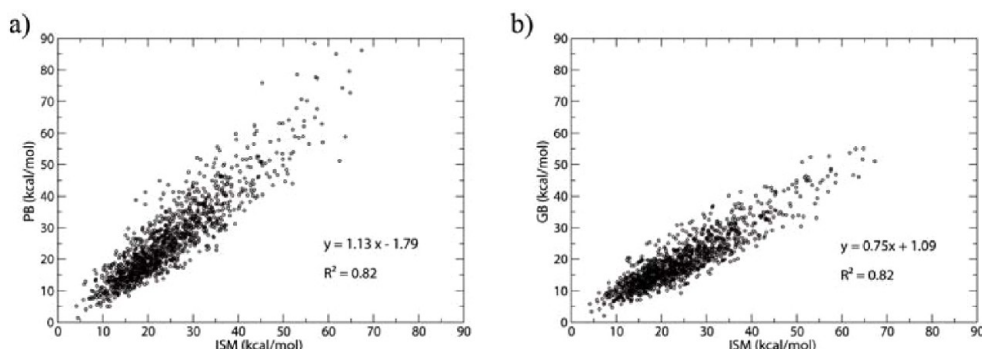 a)
90
80
70
60
50
40
30
20
10
0
PB (kcal/mol)
y = 1.13 x - 1.79
R² = 0.82
0 10 20 30 40 50 60 70 80 90
ISM (kcal/mol)
b)
90
80
70
60
50
40
30
20
10
0
GB (kcal/mol)
y = 0.75x + 1.09
R² = 0.82
0 10 20 30 40 50 60 70 80 90
ISM (kcal/mol)